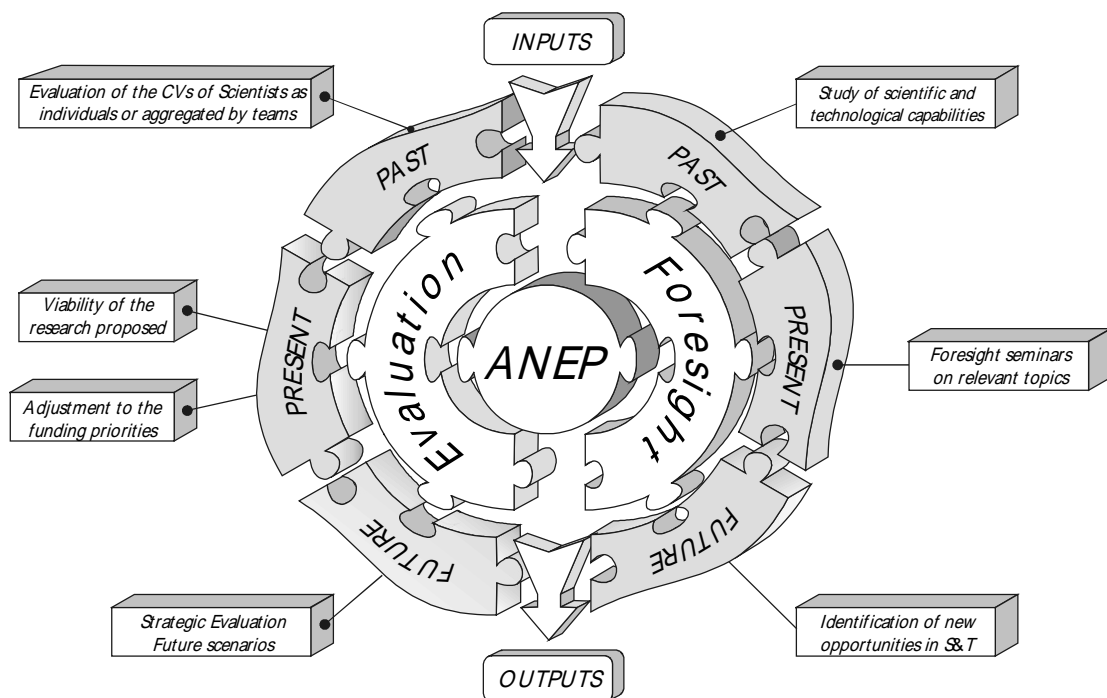 INPUTS
Evaluation of the CVs of Scientists as
individuals or aggregated by teams
Study of scientific and
technological capabilities
PAST
PAST
Viability of the
research proposed
Adjustment to the
funding priorities
PRESENT
Evaluation
ANEP
Foresight
PRESENT
Foresight seminars
on relevant topics
FUTURE
FUTURE
Strategic Evaluation
Future scenarios
Identification of new
opportunities in S&T
OUTPUTS